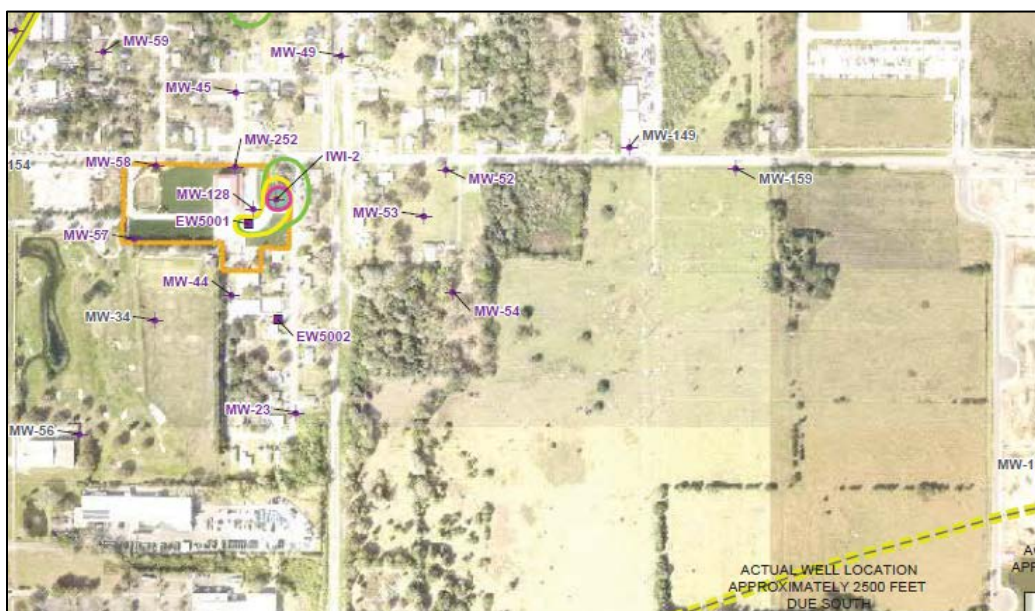 MW-59
MW-49
MW-45
MW-149
MW-252
154
MW-58
IWI-2
MW-52
MW-159
MW-128
MW-53
EW5001
MW-57
MW-44
MW-54
MW-34
EW5002
MW-23
MW-56
MW-1
ACTUAL WELL LOCATION
APPROXIMATELY 2500 FEET
DUE SOUTH